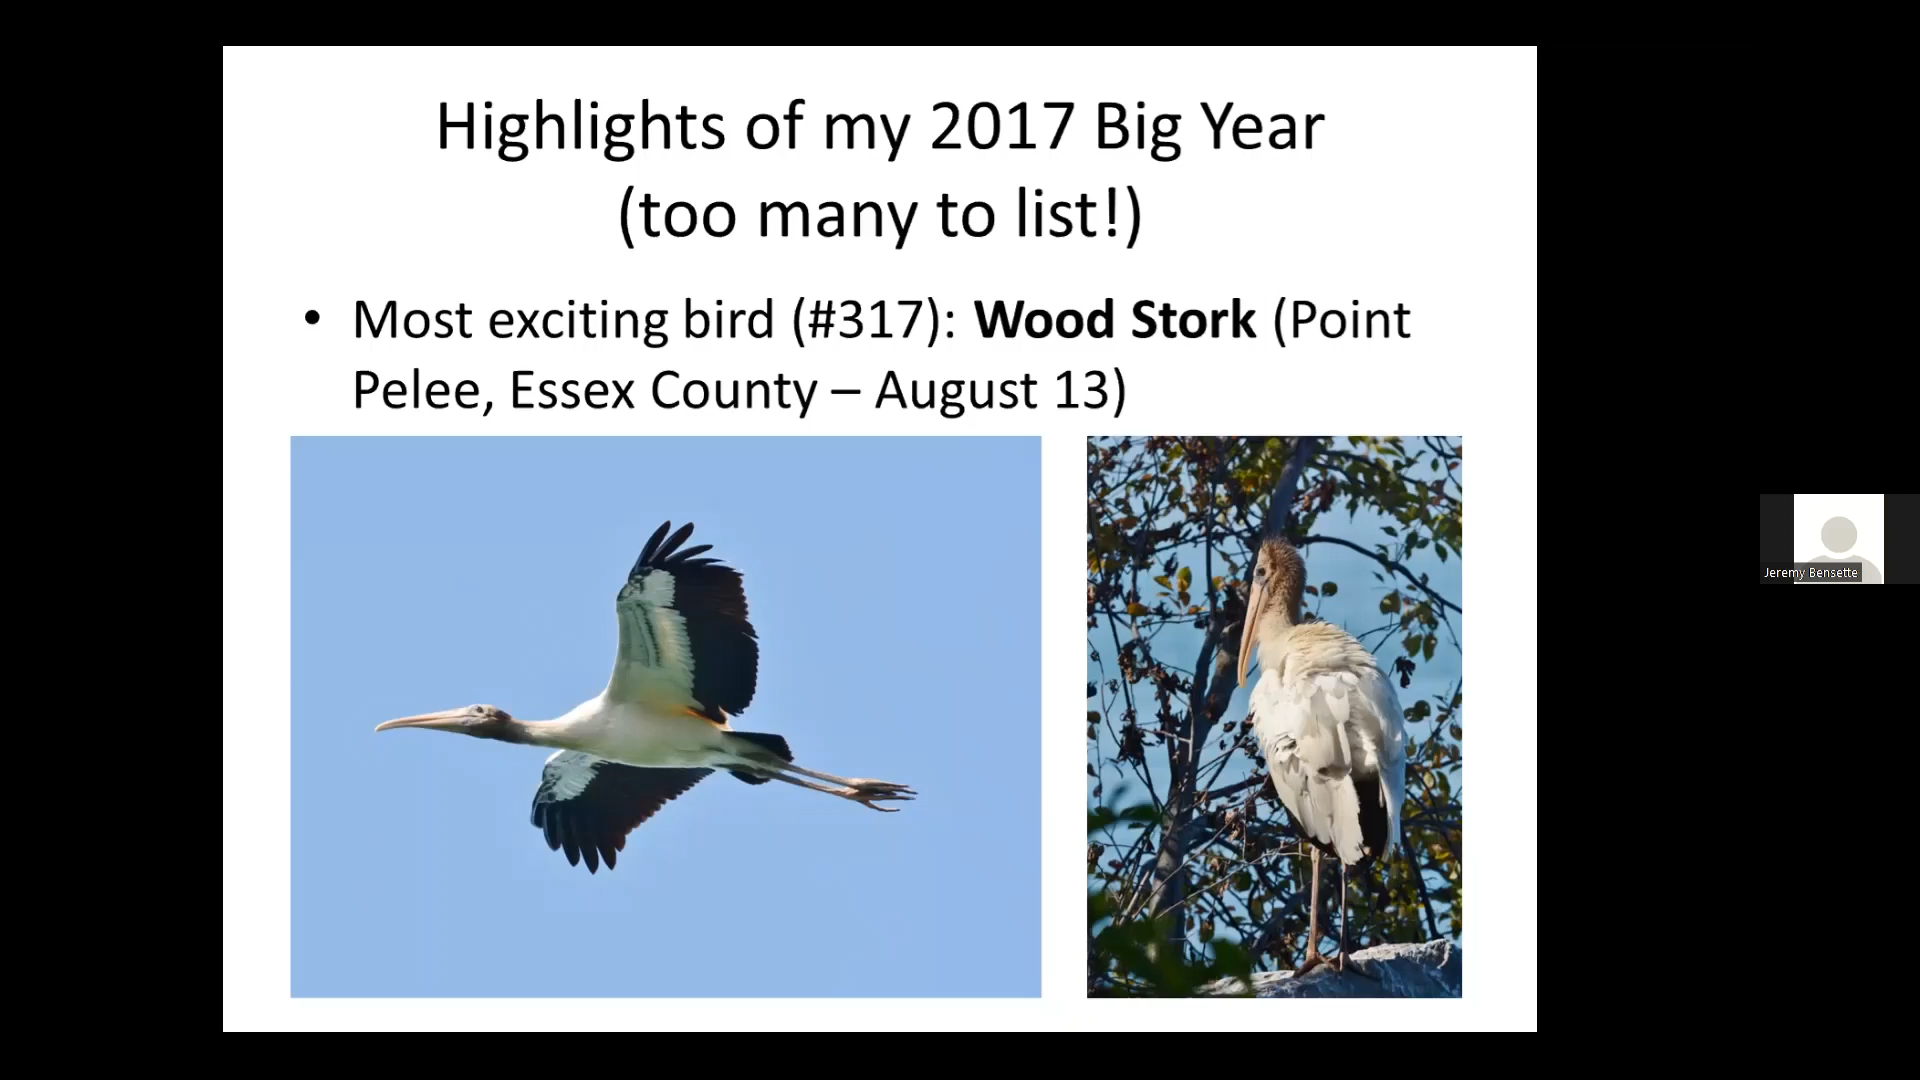 Highlights of my 2017 Big Year
(too many to list!)
• Most exciting bird (#317): Wood Stork (Point
Pelee, Essex County – August 13)
Jeremy Bensette